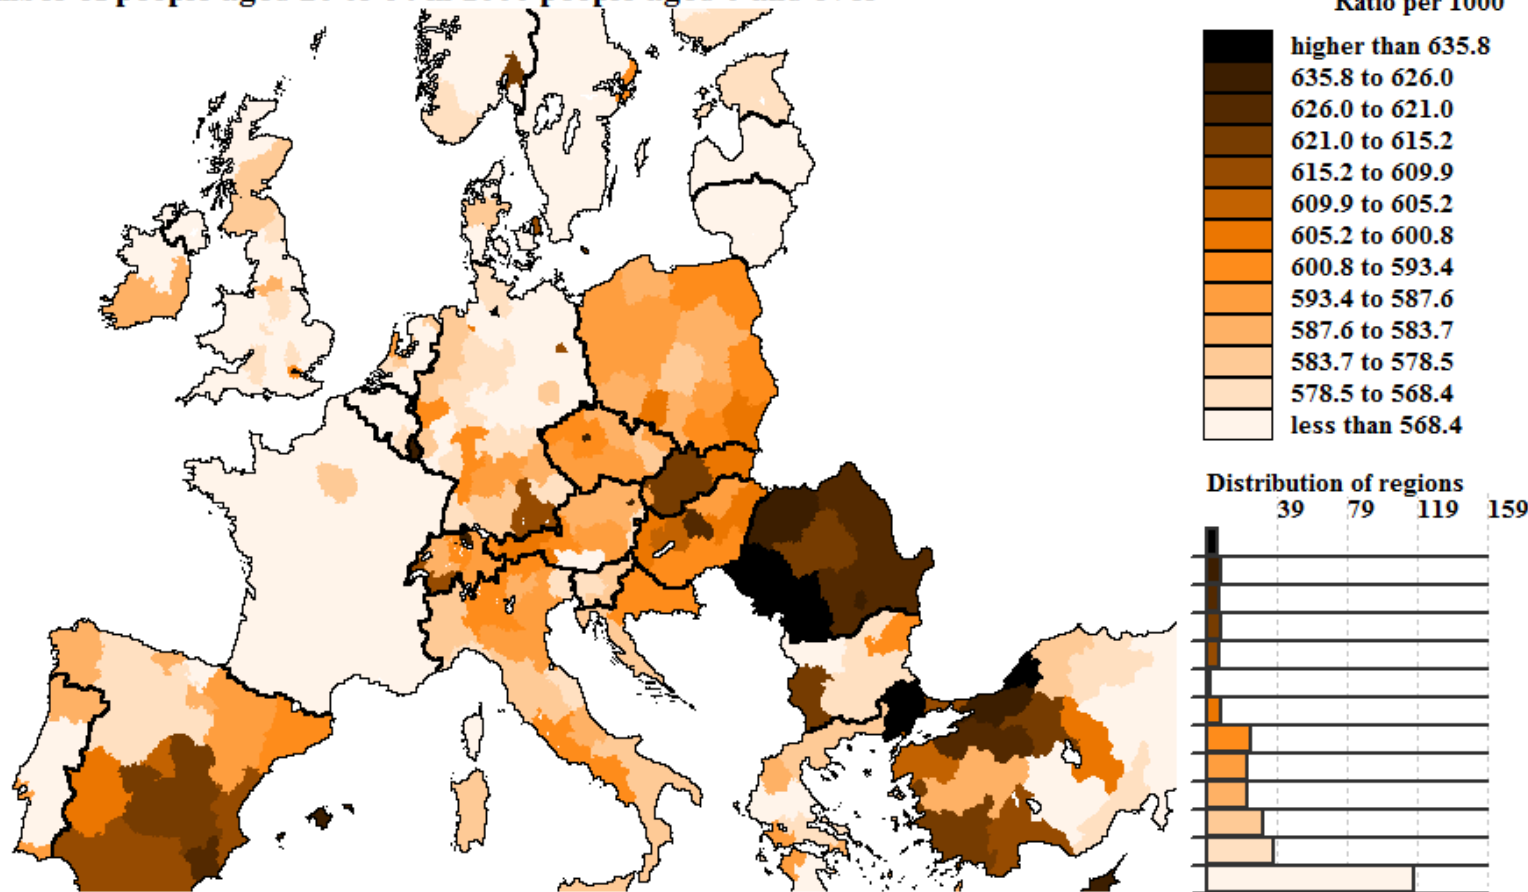 Ratio per 1000
higher than 635.8
635.8 to 626.0
626.0 to 621.0
621.0 to 615.2
615.2 to 609.9
609.9 to 605.2
605.2 to 600.8
600.8 to 593.4
593.4 to 587.6
587.6 to 583.7
583.7 to 578.5
578.5 to 568.4
less than 568.4
Distribution of regions
39 79 119 159